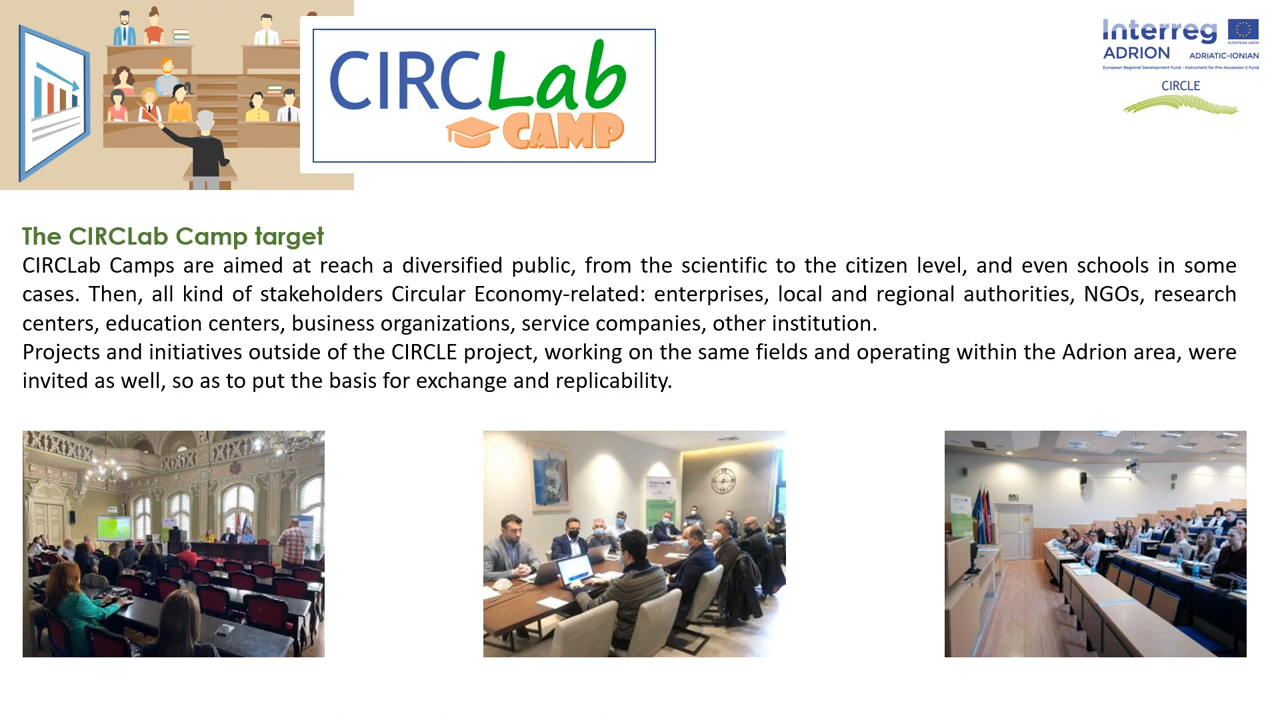 CIRCLab
CAMP
Interreg
EUROPEAN UNION
ADRION ADRIATIC-IONIAN
European Regional Development Fund - Instrument for Pre-Accession II Fund
CIRCLE
The CIRCLab Camp target
CIRCLab Camps are aimed at reach a diversified public, from the scientific to the citizen level, and even schools in some
cases. Then, all kind of stakeholders Circular Economy-related: enterprises, local and regional authorities, NGOs, research
centers, education centers, business organizations, service companies, other institution.
Projects and initiatives outside of the CIRCLE project, working on the same fields and operating within the Adrion area, were
invited as well, so as to put the basis for exchange and replicability.